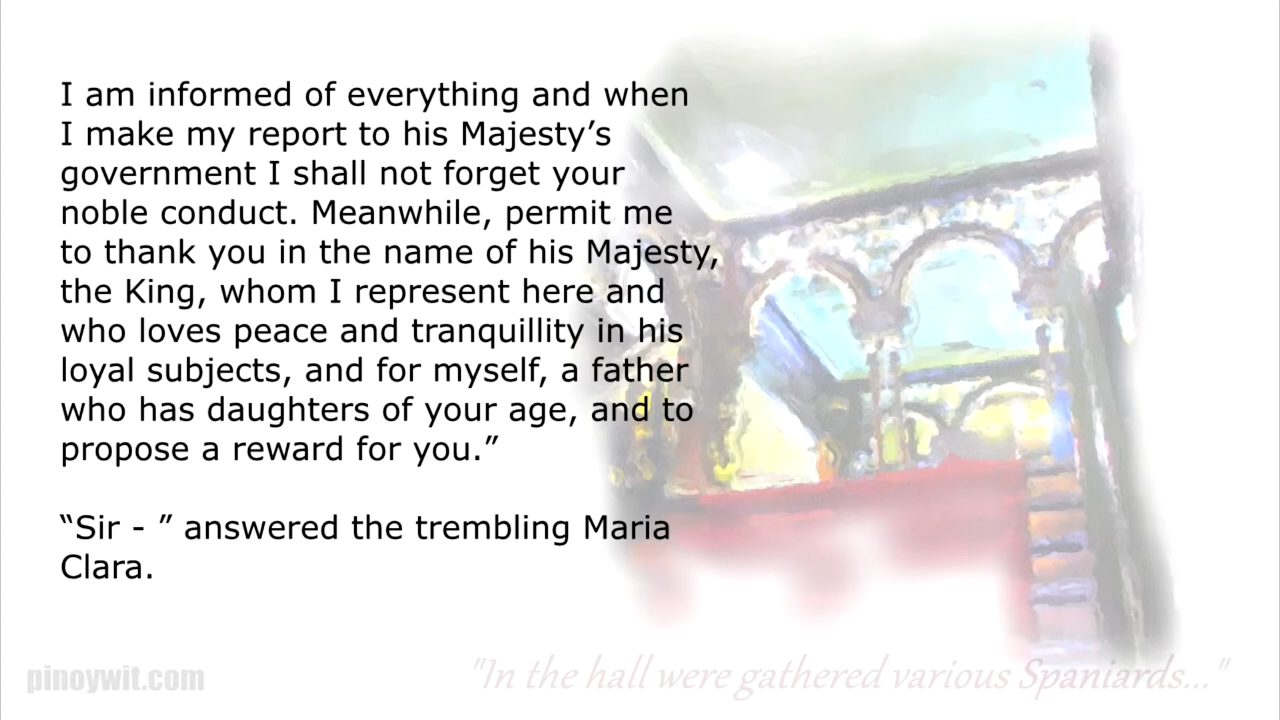 I am informed of everything and when
I make my report to his Majesty’s
government I shall not forget your
noble conduct. Meanwhile, permit me
to thank you in the name of his Majesty,
the King, whom I represent here and
who loves peace and tranquillity in his
loyal subjects, and for myself, a father
who has daughters of your age, and to
propose a reward for you.”
“Sir - ” answered the trembling Maria
Clara.
pinoywit.com
"In the hall were gathered various Spaniards..."